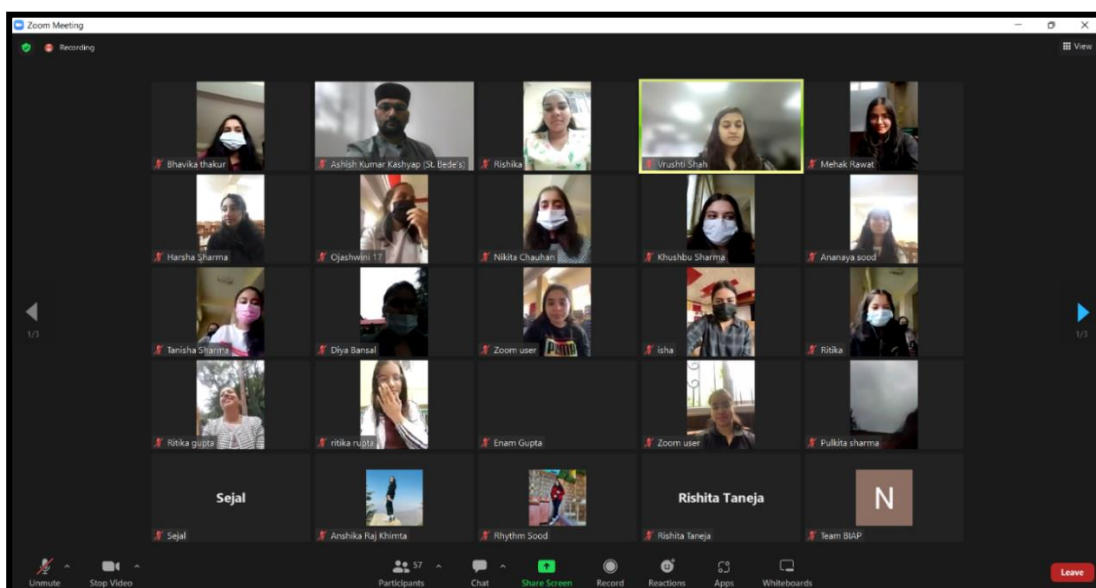 Zoom Meeting
Recording
View
Bhavika thakur
Ashish Kumar Kashyap (St. Bede's)
Rishika
Vrushti Shah
Mehak Rawat
Harsha Sharma
Ojashwini 17
Nikita Chauhan
Khushbu Sharma
Ananaya sood
1/3
1/3
Tanisha Sharma
Diya Bansal
Zoom user
isha
Ritika
Ritika gupta
ritika rupta
Enam Gupta
Zoom user
Pulkita sharma
Sejal
Rishita Taneja
N
Sejal
Anshika Raj Khimta
Rhythm Sood
Rishita Taneja
Team BIAP
57
Unmute
Stop Video
Participants
Chat
Share Screen
Record
Reactions
Apps
Whiteboards
Leave